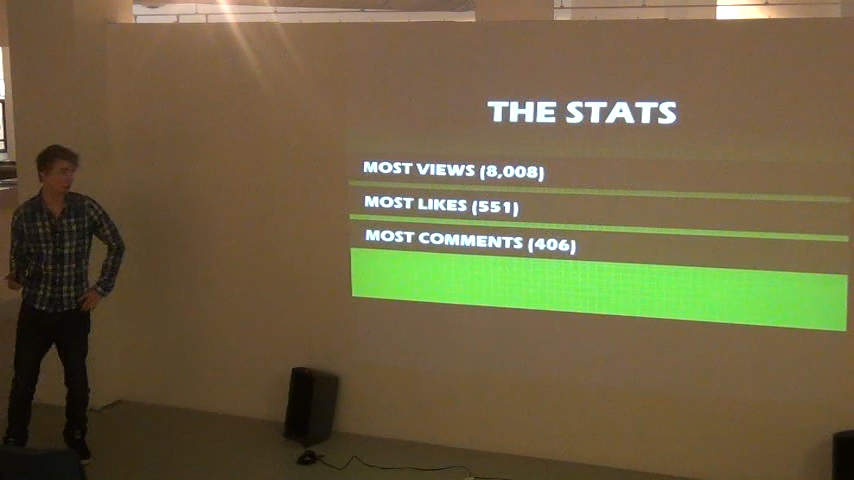 THE STATS
MOST VIEWS (8,008)
MOST LIKES (551)
MOST COMMENTS (406)